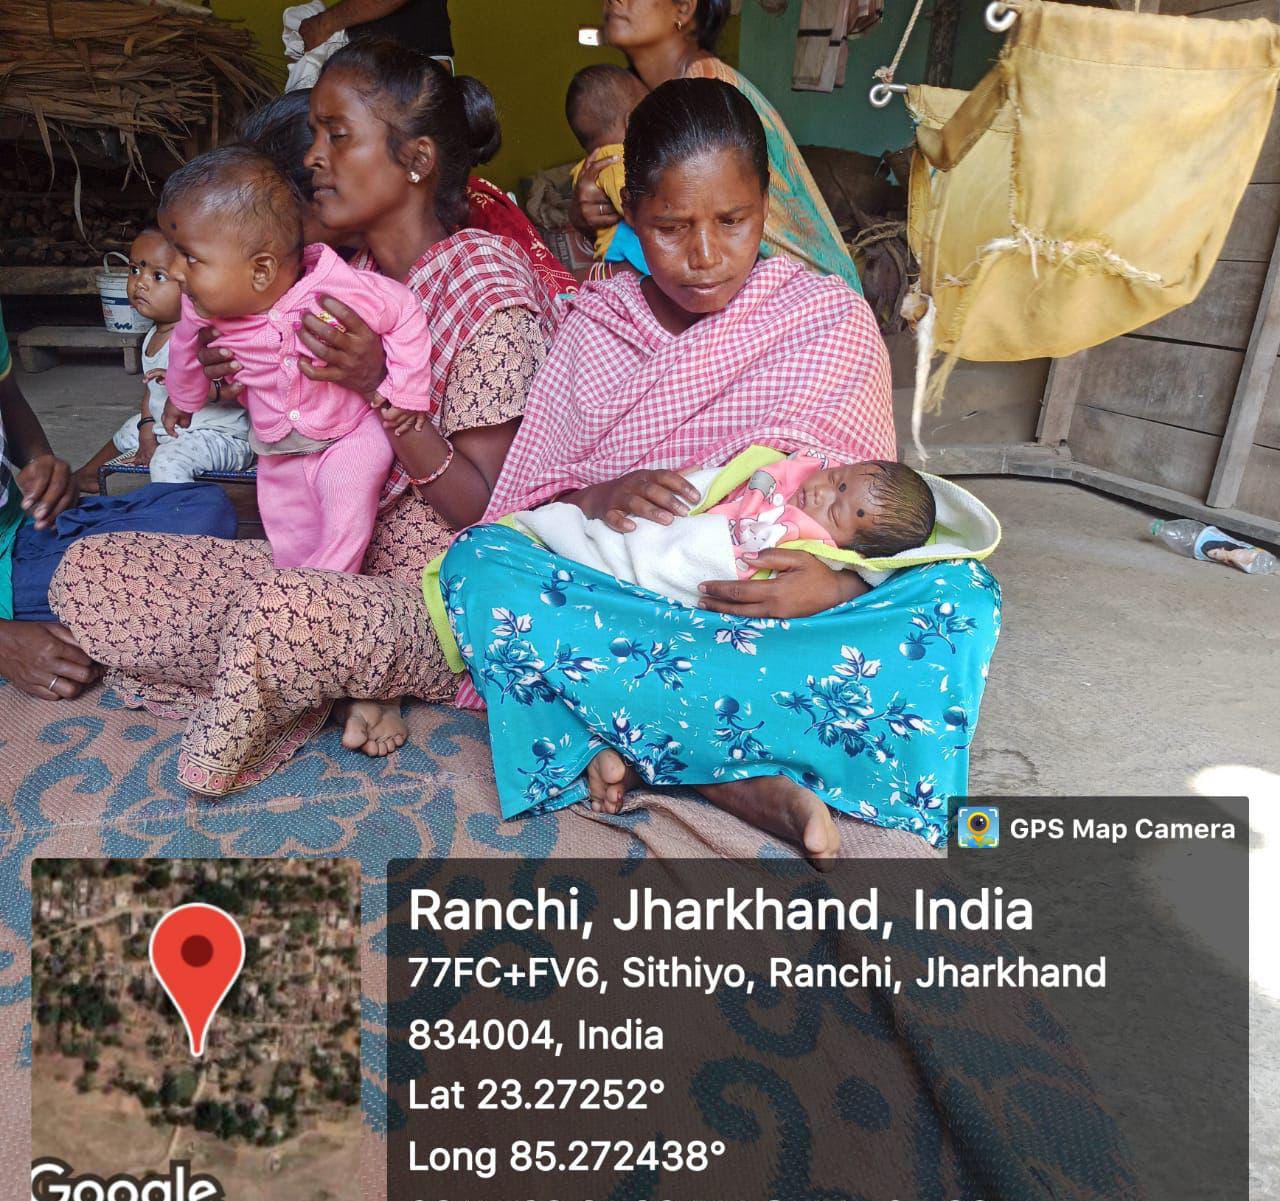 GPS Map Camera
Ranchi, Jharkhand, India
77FC+FV6, Sithiyo, Ranchi, Jharkhand
834004, India
Lat 23.27252°
Long 85.272438°
Google